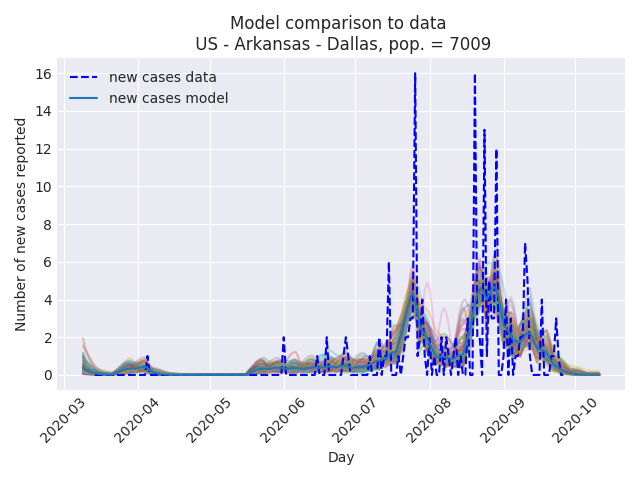 Model comparison to data
US - Arkansas - Dallas, pop. = 7009
new cases data
new cases model
Number of new cases reported
16
14
12
10
8
6
4
2
0
2020-03
2020-04
2020-05
2020-06
2020-07
2020-08
2020-09
2020-10
Day